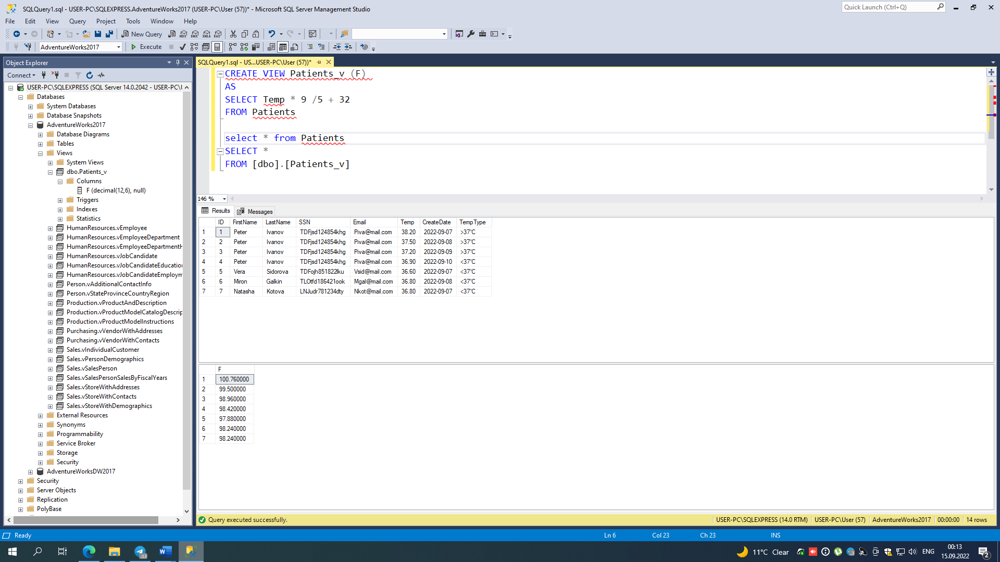 SQLQuery1.sql - USER-PC\SQLEXPRESS.AdventureWorks2017 (USER-PC\User (57))* - Microsoft SQL Server Management Studio
Quick Launch (Ctrl+Q)
File Edit View Query Project Tools Window Help
New Query
AdventureWorks2017 Execute
Object Explorer
Connect
USER-PC\SQLEXPRESS (SQL Server 14.0.2042 - USER-PC\U
Databases
System Databases
Database Snapshots
AdventureWorks2017
Database Diagrams
Tables
Views
System Views
dbo.Patients_v
Columns
F (decimal(12,6), null)
Triggers
Indexes
Statistics
HumanResources.vEmployee
HumanResources.vEmployeeDepartment
HumanResources.vEmployeeDepartmentH
HumanResources.vJobCandidate
HumanResources.vJobCandidateEducation
HumanResources.vJobCandidateEmploym
Person.vAdditionalContactInfo
Person.vStateProvinceCountryRegion
Production.vProductAndDescription
Production.vProductModelCatalogDescrip
Production.vProductModelInstructions
Purchasing.vVendorWithAddresses
Purchasing.vVendorWithContacts
Sales.vIndividualCustomer
Sales.vPersonDemographics
Sales.vSalesPerson
Sales.vSalesPersonSalesByFiscalYears
Sales.vStoreWithAddresses
Sales.vStoreWithContacts
Sales.vStoreWithDemographics
External Resources
Synonyms
Programmability
Service Broker
Storage
Security
AdventureWorksDW2017
Security
Server Objects
Replication
PolyBase
SQLQuery1.sql - US...USER-PC\User (57))*
CREATE VIEW Patients_v (F)
AS
SELECT Temp * 9 /5 + 32
FROM Patients
select * from Patients
SELECT *
FROM [dbo].[Patients_v]
146 %
Results Messages
ID FirstName LastName SSN Email Temp CreateDate TempType
1 1 Peter Ivanov TDFjsd124854khg Piva@mail.com 38.20 2022-09-07 >37°C
2 2 Peter Ivanov TDFjsd124854khg Piva@mail.com 37.50 2022-09-08 >37°C
3 3 Peter Ivanov TDFjsd124854khg Piva@mail.com 37.20 2022-09-09 >37°C
4 4 Peter Ivanov TDFjsd124854khg Piva@mail.com 36.90 2022-09-10 <37°C
5 5 Vera Sidorova TDFojh851822lku Vsid@mail.com 36.60 2022-09-07 <37°C
6 6 Miron Galkin TLOtfd186421ook Mgal@mail.com 36.80 2022-09-08 <37°C
7 7 Natasha Kotova LNJudr781234dty Nkot@mail.com 36.80 2022-09-07 <37°C
F
1 100.760000
2 99.500000
3 98.960000
4 98.420000
5 97.880000
6 98.240000
7 98.240000
Query executed successfully. USER-PC\SQLEXPRESS (14.0 RTM) USER-PC\User (57) AdventureWorks2017 00:00:00 14 rows
Ready Ln 6 Col 23 Ch 23 INS
11°C Clear ENG 00:13
15.09.2022
2
.03